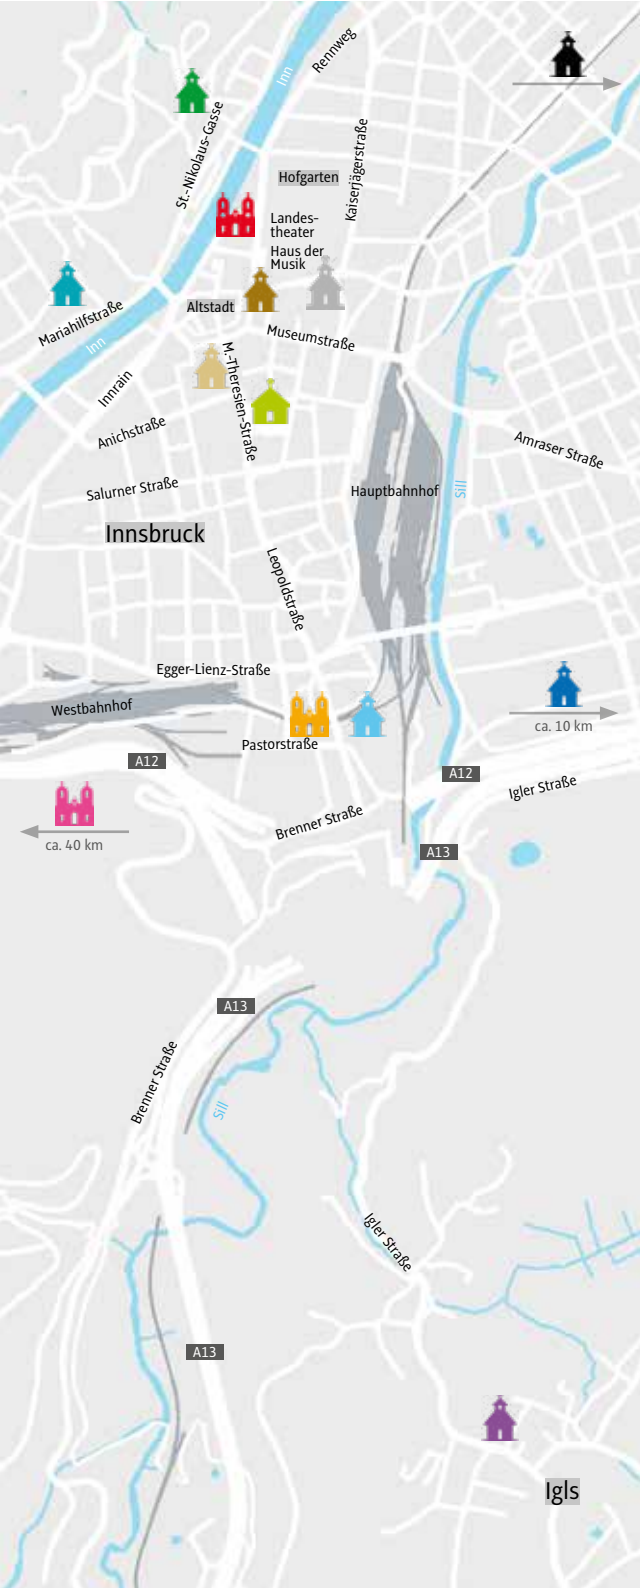 Rennweg
Inn
St.-Nikolaus-Gasse
Kaiserjägerstraße
Hofgarten
Landes-
theater
Haus der
Musik
Altstadt
Mariahilfstraße
Inn
Museumstraße
M.-Theresien-Straße
Innrain
Anichstraße
Amraser Straße
Salurner Straße
Hauptbahnhof
Sill
Innsbruck
Leopoldstraße
Egger-Lienz-Straße
Westbahnhof
ca. 10 km
Pastorstraße
A12
A12
Igler Straße
Brenner Straße
ca. 40 km
A13
A13
Brenner Straße
Sill
Igler Straße
A13
Igls